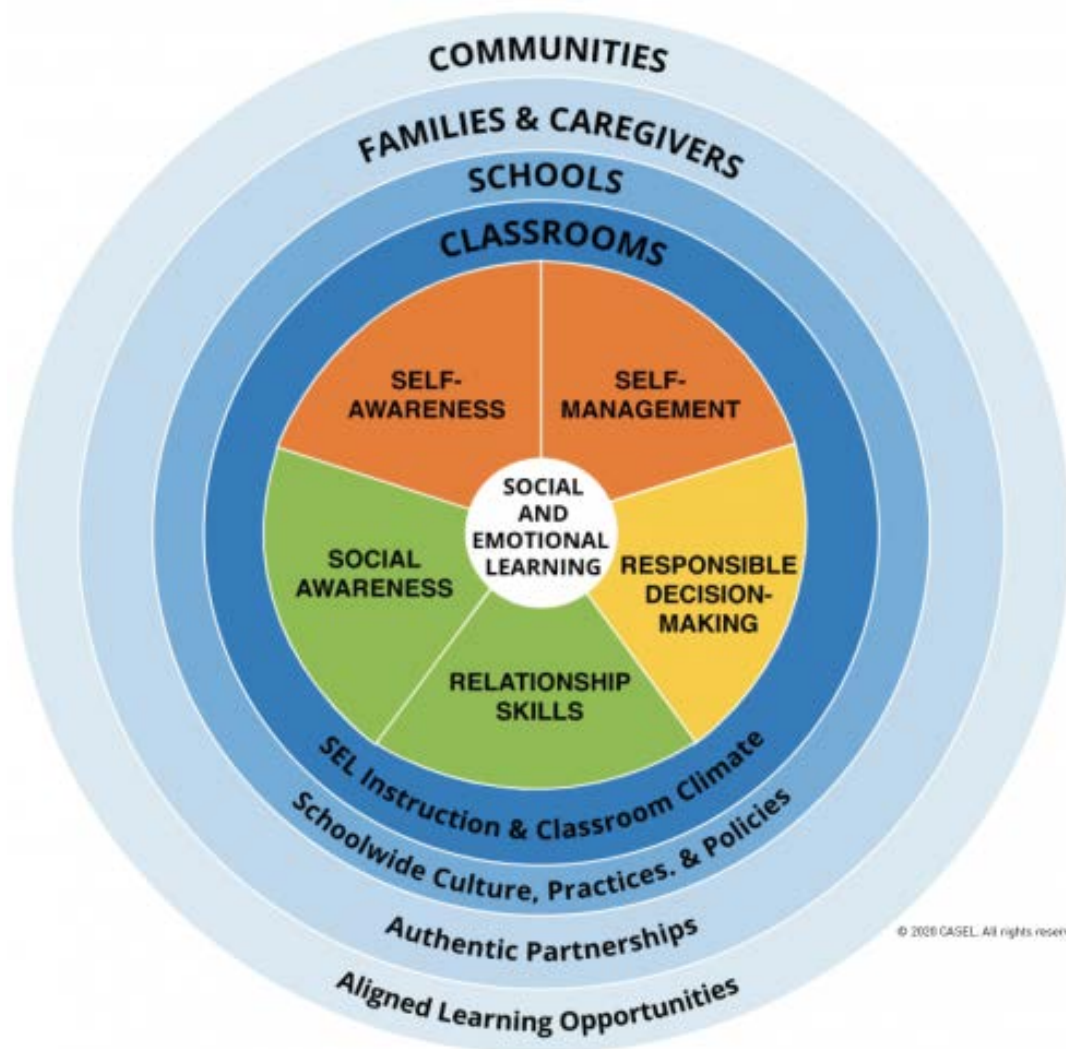 COMMUNITIES
FAMILIES & CAREGIVERS
SCHOOLS
CLASSROOMS
SELF-
AWARENESS
SELF-
MANAGEMENT
SOCIAL
AND
EMOTIONAL
LEARNING
SOCIAL
AWARENESS
RESPONSIBLE
DECISION-
MAKING
RELATIONSHIP
SKILLS
SEL Instruction & Classroom Climate
Schoolwide Culture, Practices. & Policies
Authentic Partnerships
Aligned Learning Opportunities
© 2020 CASEL. All rights reserv